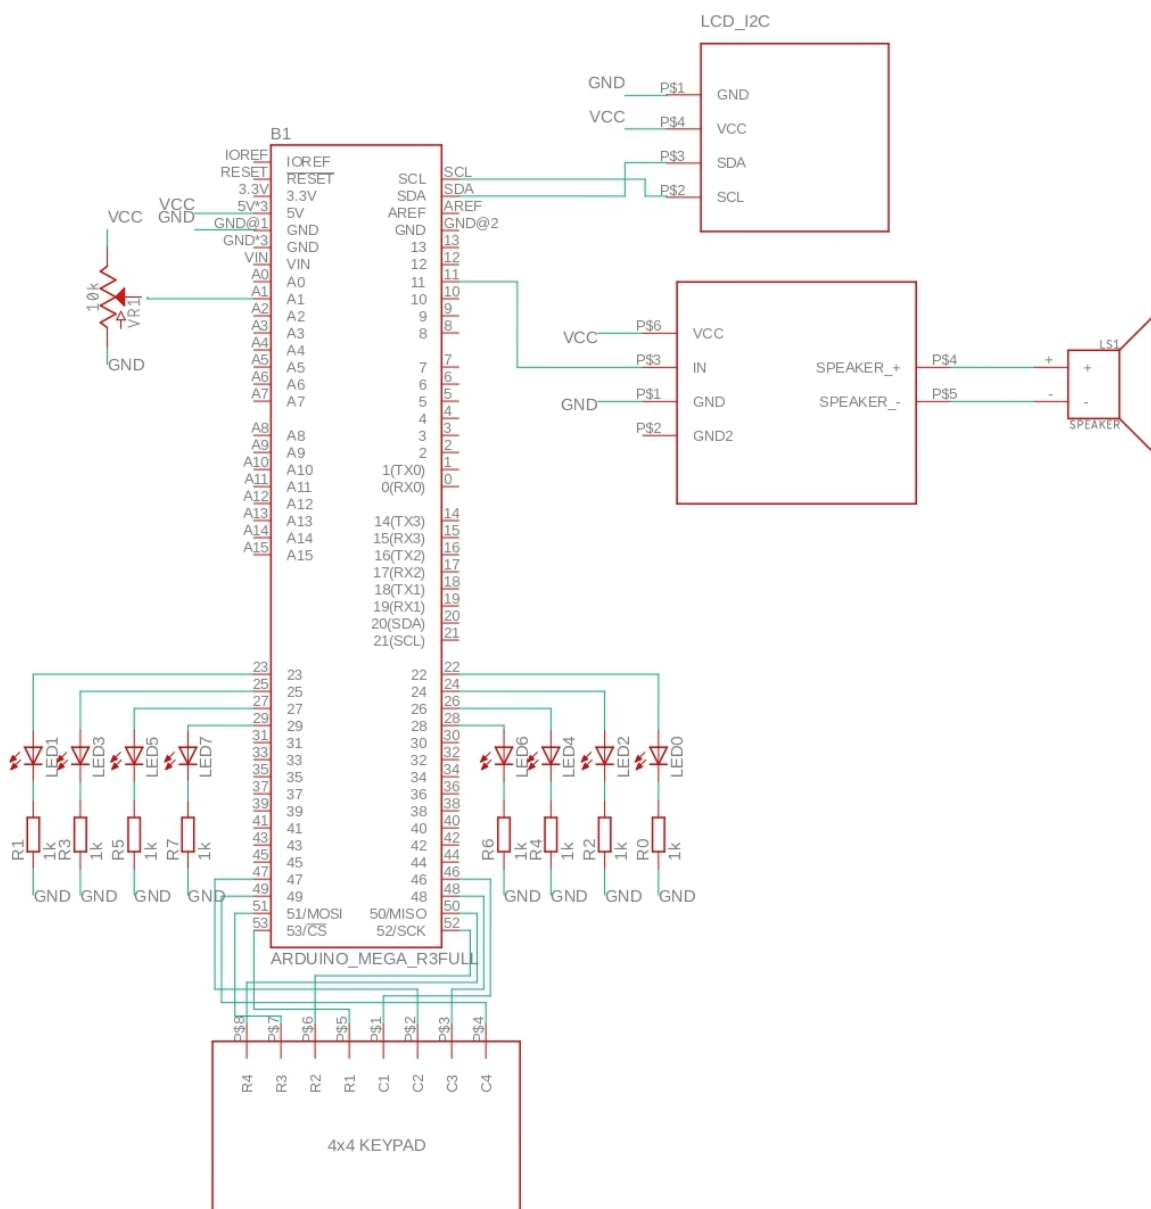 LCD_I2C
P$1 GND
GND
P$4 VCC
VCC
P$3 SDA
P$2 SCL
B1
IOREF IOREF
RESET RESET
3.3V 3.3V
VCC 5V*3 5V
GND GND@1 GND
GND*3 GND
VIN VIN
A0 A0
A1 A1
A2 A2
A3 A3
A4 A4
A5 A5
A6 A6
A7 A7
A8 A8
A9 A9
A10 A10
A11 A11
A12 A12
A13 A13
A14 A14
A15 A15
SCL SCL
SDA SDA
AREF AREF
GND GND@2
13 13
12 12
11 11
10 10
9 9
8 8
7 7
6 6
5 5
4 4
3 3
2 2
1(TX0) 1
0(RX0) 0
14(TX3) 14
15(RX3) 15
16(TX2) 16
17(RX2) 17
18(TX1) 18
19(RX1) 19
20(SDA) 20
21(SCL) 21
VCC
10k
VR1
GND
VCC P$6 VCC
P$3 IN
GND P$1 GND
P$2 GND2
SPEAKER_+ P$4
SPEAKER_- P$5
LS1
+ +
- -
SPEAKER
23 23 22 22
25 25 24 24
27 27 26 26
29 29 28 28
31 31 30 30
33 33 32 32
35 35 34 34
37 37 36 36
39 39 38 38
41 41 40 40
43 43 42 42
45 45 44 44
47 47 46 46
49 49 48 48
51 51/MOSI 50/MISO 50
53 53/CS 52/SCK 52
LED1 LED3 LED5 LED7 LED6 LED4 LED2 LED0
R1 1k R3 1k R5 1k R7 1k R6 1k R4 1k R2 1k R0 1k
GND GND GND GND GND GND GND GND
ARDUINO_MEGA_R3FULL
P$8 P$7 P$6 P$5 P$1 P$2 P$3 P$4
R4 R3 R2 R1 C1 C2 C3 C4
4x4 KEYPAD